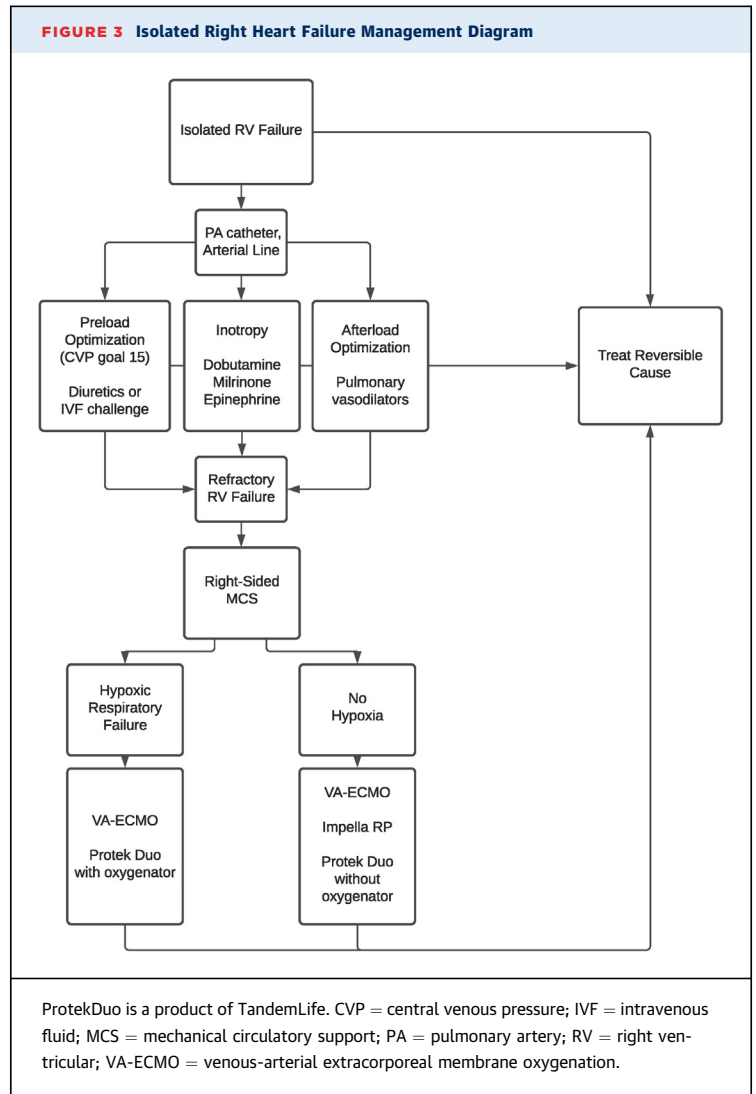 FIGURE 3 Isolated Right Heart Failure Management Diagram
Isolated RV Failure
PA catheter,
Arterial Line
Preload
Optimization
(CVP goal 15)
Diuretics or
IVF challenge
Inotropy
Dobutamine
Milrinone
Epinephrine
Afterload
Optimization
Pulmonary
vasodilators
Treat Reversible
Cause
Refractory
RV Failure
Right-Sided
MCS
Hypoxic
Respiratory
Failure
No
Hypoxia
VA-ECMO
Protek Duo
with oxygenator
VA-ECMO
Impella RP
Protek Duo
without
oxygenator
ProtekDuo is a product of TandemLife. CVP = central venous pressure; IVF = intravenous
fluid; MCS = mechanical circulatory support; PA = pulmonary artery; RV = right ven-
tricular; VA-ECMO = venous-arterial extracorporeal membrane oxygenation.